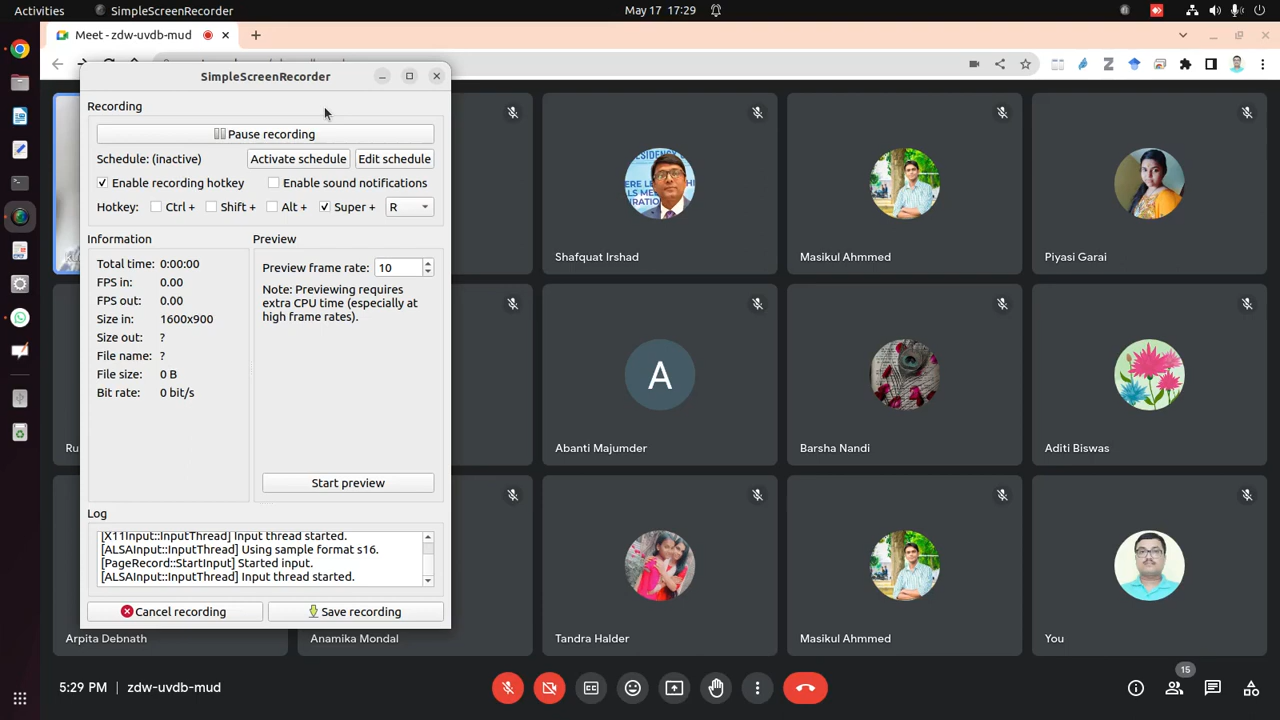 Activities
SimpleScreenRecorder
May 17 17:29
Meet - zdw-uvdb-mud
SimpleScreenRecorder
Recording
Pause recording
Schedule: (inactive)
Activate schedule
Edit schedule
Enable recording hotkey
Enable sound notifications
Hotkey:
Ctrl +
Shift +
Alt +
Super +
R
Information
Total time: 0:00:00
FPS in: 0.00
FPS out: 0.00
Size in: 1600x900
Size out: ?
File name: ?
File size: 0 B
Bit rate: 0 bit/s
Preview
Preview frame rate: 10
Note: Previewing requires
extra CPU time (especially at
high frame rates).
Start preview
Log
[X11Input::InputThread] Input thread started.
[ALSAInput::InputThread] Using sample format s16.
[PageRecord::StartInput] Started input.
[ALSAInput::InputThread] Input thread started.
Cancel recording
Save recording
Shafquat Irshad
Masikul Ahmmed
Piyasi Garai
Ru
A
Abanti Majumder
Barsha Nandi
Aditi Biswas
Arpita Debnath
Anamika Mondal
Tandra Halder
Masikul Ahmmed
You
5:29 PM | zdw-uvdb-mud
15